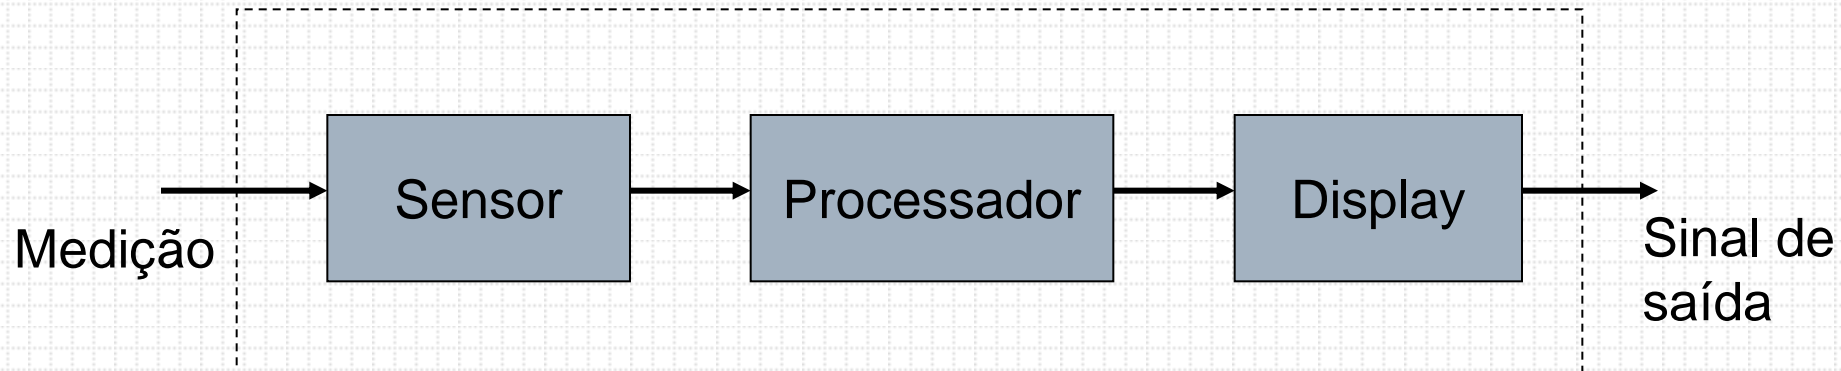 Medição
Sensor
Processador
Display
Sinal de
saída